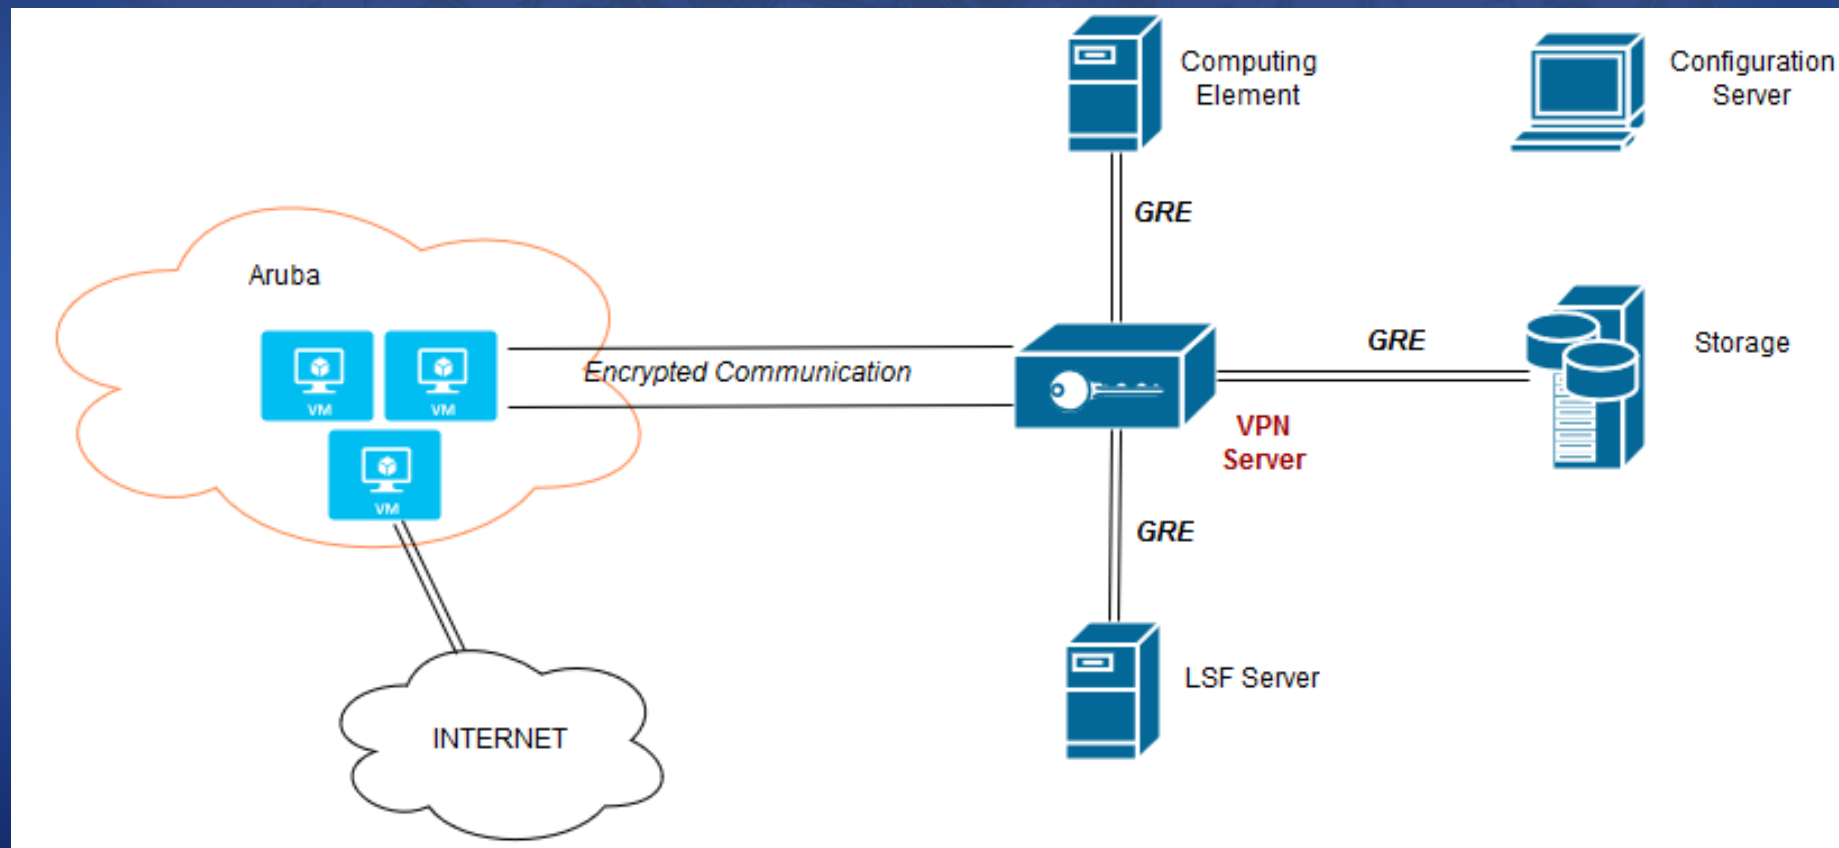 Computing
Element
Configuration
Server
GRE
Aruba
VM
VM
VM
Encrypted Communication
GRE
Storage
VPN
Server
GRE
LSF Server
INTERNET